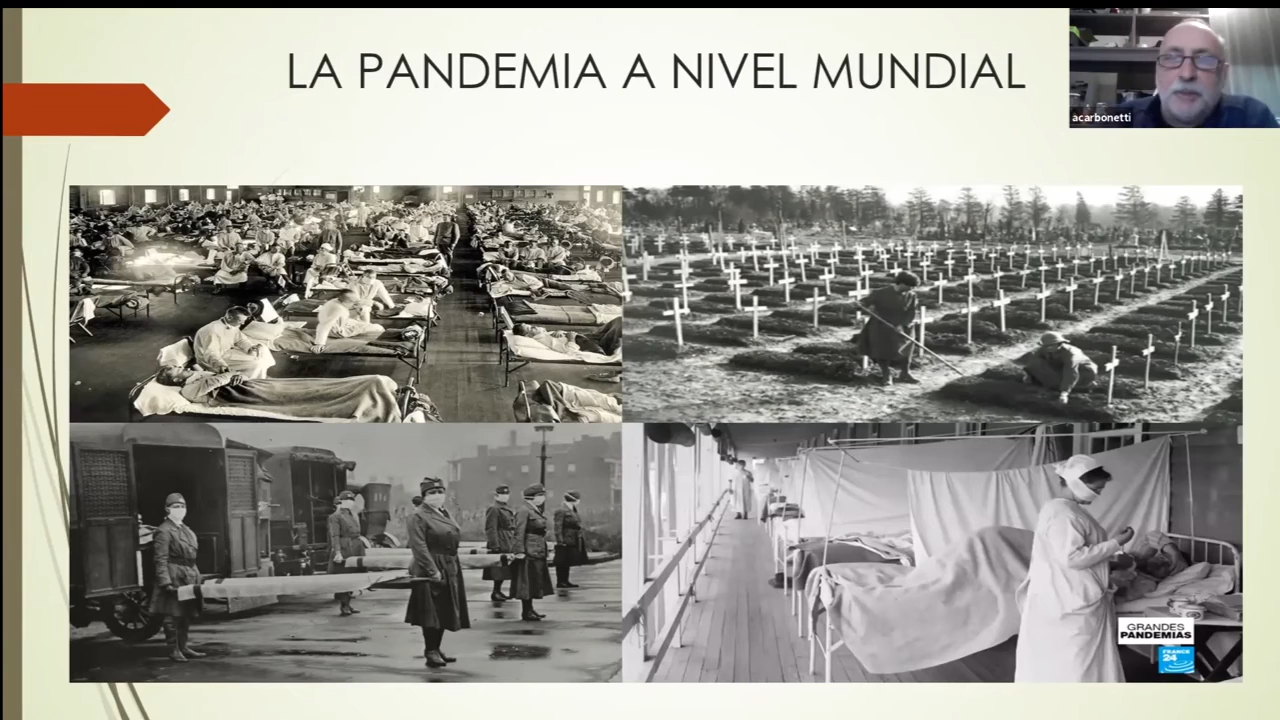 LA PANDEMIA A NIVEL MUNDIAL
acarbonetti
GRANDES
PANDEMIAS
FRANCE
24